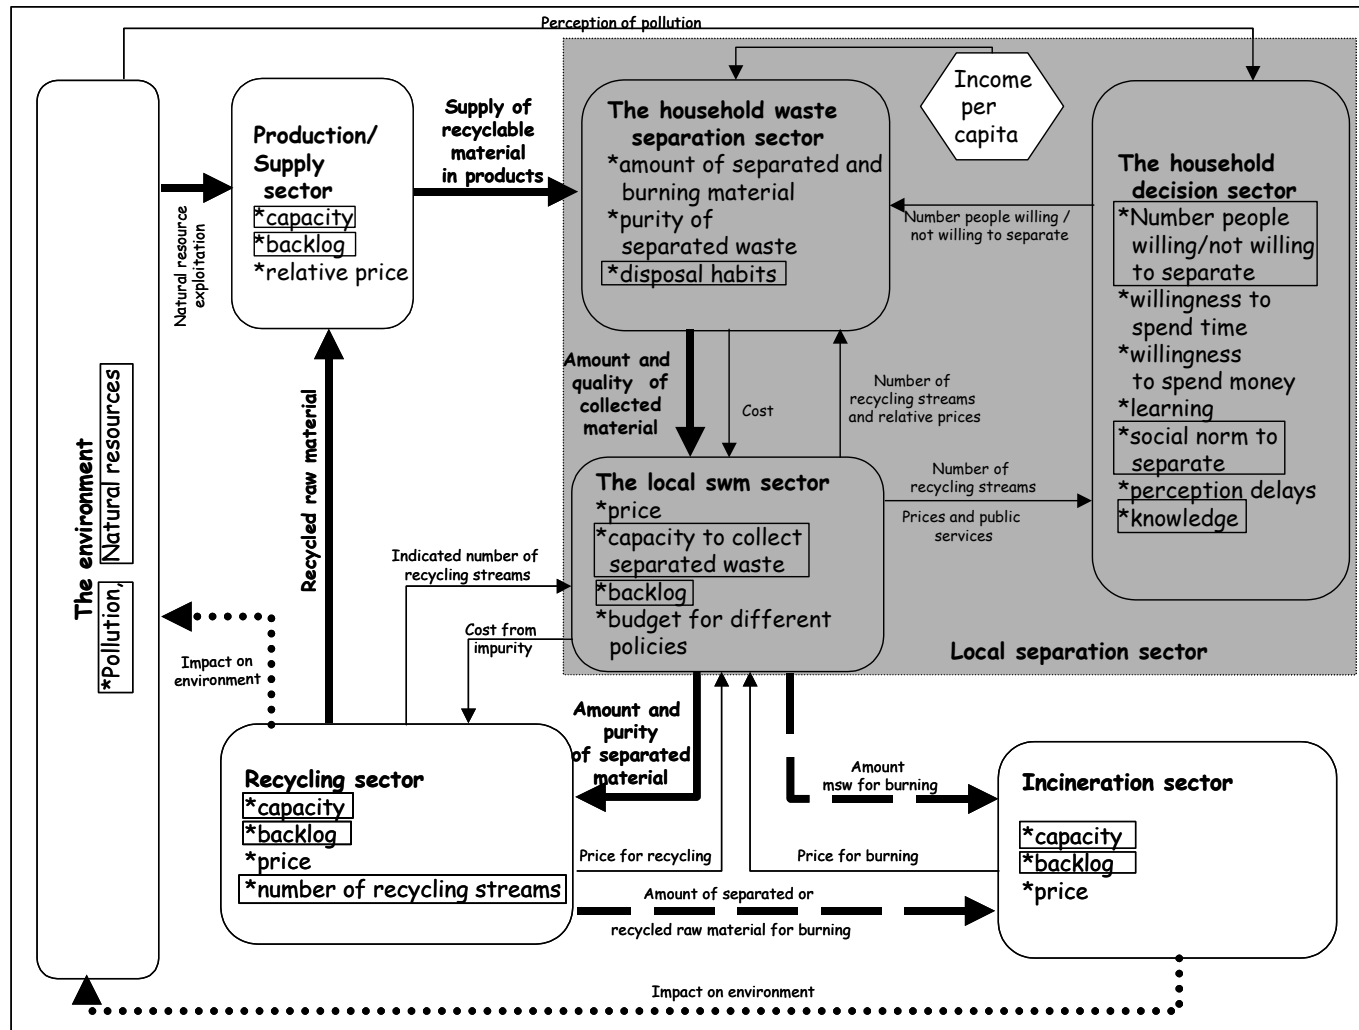 Perception of pollution
The environment
*Pollution, Natural resources
Natural resource
exploitation
Production/
Supply
sector
*capacity
*backlog
*relative price
Supply of
recyclable
material
in products
The household waste
separation sector
*amount of separated and
burning material
*purity of
separated waste
*disposal habits
Income
per
capita
The household
decision sector
*Number people
willing/not willing
to separate
*willingness to
spend time
*willingness
to spend money
*learning
*social norm to
separate
*perception delays
*knowledge
Number people willing /
not willing to separate
Amount and
quality of
collected
material
Cost
Number of
recycling streams
and relative prices
Recycled raw material
The local swm sector
*price
*capacity to collect
separated waste
*backlog
*budget for different
policies
Number of
recycling streams
Prices and public
services
Indicated number of
recycling streams
Cost from
impurity
Local separation sector
Impact on
environment
Amount and
purity
of separated
material
Recycling sector
*capacity
*backlog
*price
*number of recycling streams
Amount
msw for burning
Incineration sector
*capacity
*backlog
*price
Price for recycling
Price for burning
Amount of separated or
recycled raw material for burning
Impact on environment